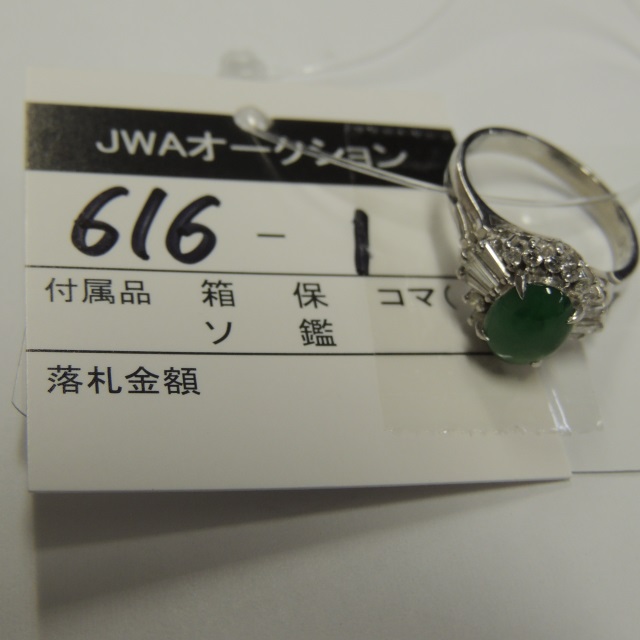 JWAオークション
616 - 1
付属品 箱 保 コマ(
ソ 鑑
落札金額